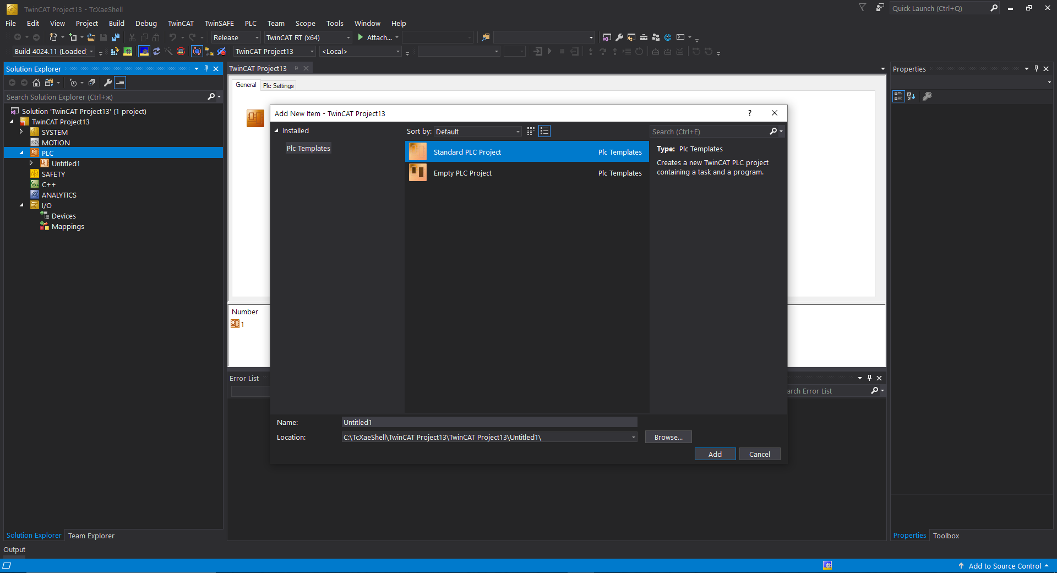 TwinCAT Project13 - TcXaeShell
Quick Launch (Ctrl+Q)
File Edit View Project Build Debug TwinCAT TwinSAFE PLC Team Scope Tools Window Help
Release TwinCAT RT (x64) Attach...
Build 4024.11 (Loaded) TwinCAT Project13 <Local>
Solution Explorer
Search Solution Explorer (Ctrl+ж)
Solution 'TwinCAT Project13' (1 project)
TwinCAT Project13
SYSTEM
MOTION
PLC
Untitled1
SAFETY
C++
ANALYTICS
I/O
Devices
Mappings
Solution Explorer Team Explorer
TwinCAT Project13
General Plc Settings
Number
1
Error List
Search Error List
Add New Item - TwinCAT Project13
?
Installed
Plc Templates
Sort by: Default
Search (Ctrl+E)
Standard PLC Project Plc Templates
Empty PLC Project Plc Templates
Type: Plc Templates
Creates a new TwinCAT PLC project
containing a task and a program.
Name: Untitled1
Location: C:\TcXaeShell\TwinCAT Project13\TwinCAT Project13\Untitled1\
Browse...
Add Cancel
Properties
Properties Toolbox
Output
Add to Source Control